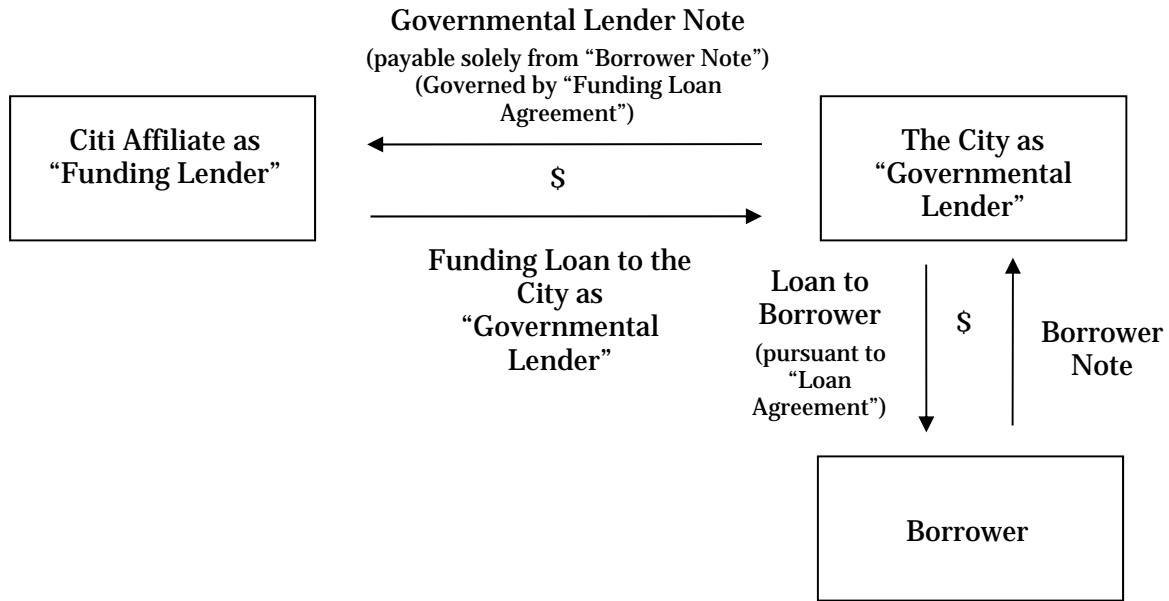 Governmental Lender Note
(payable solely from “Borrower Note”)
(Governed by “Funding Loan
Agreement”)
Citi Affiliate as
“Funding Lender”
$
The City as
“Governmental
Lender”
Funding Loan to the
City as
“Governmental
Lender”
Loan to
Borrower
(pursuant to
“Loan
Agreement”)
$
Borrower
Note
Borrower